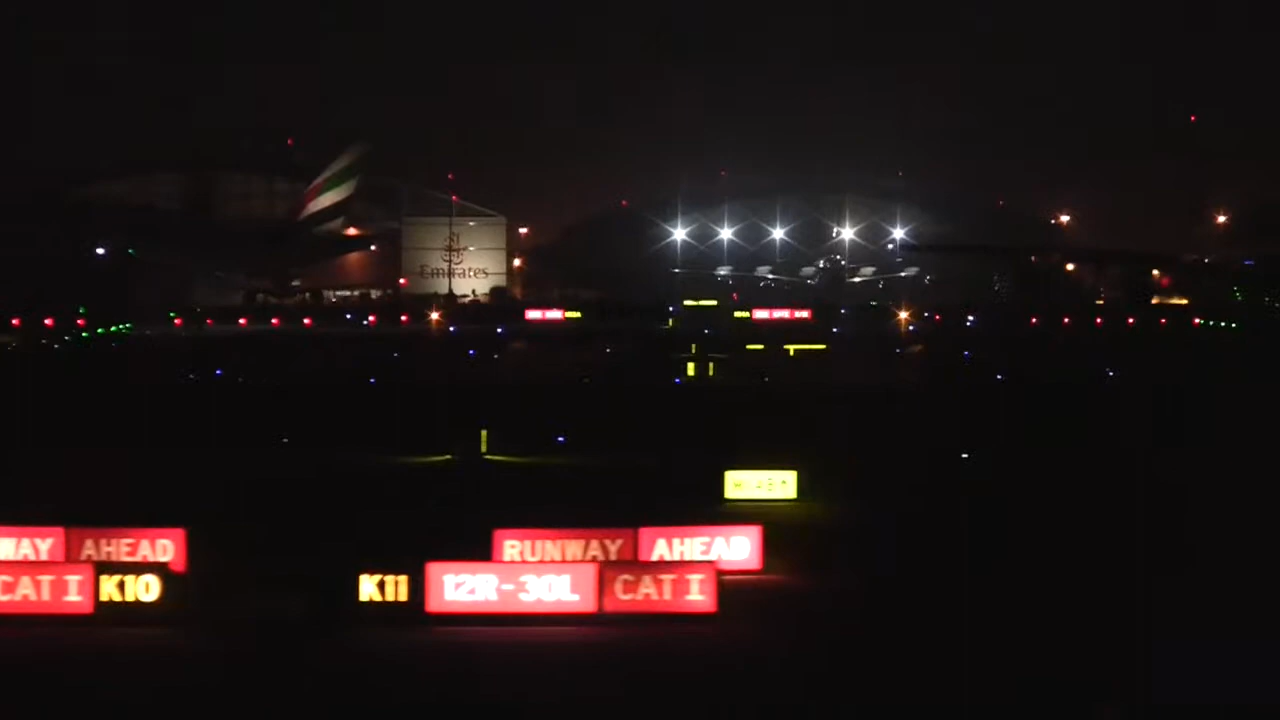 Emirates
WAY AHEAD
CAT I K10
RUNWAY AHEAD
K11 12R-30L CAT I